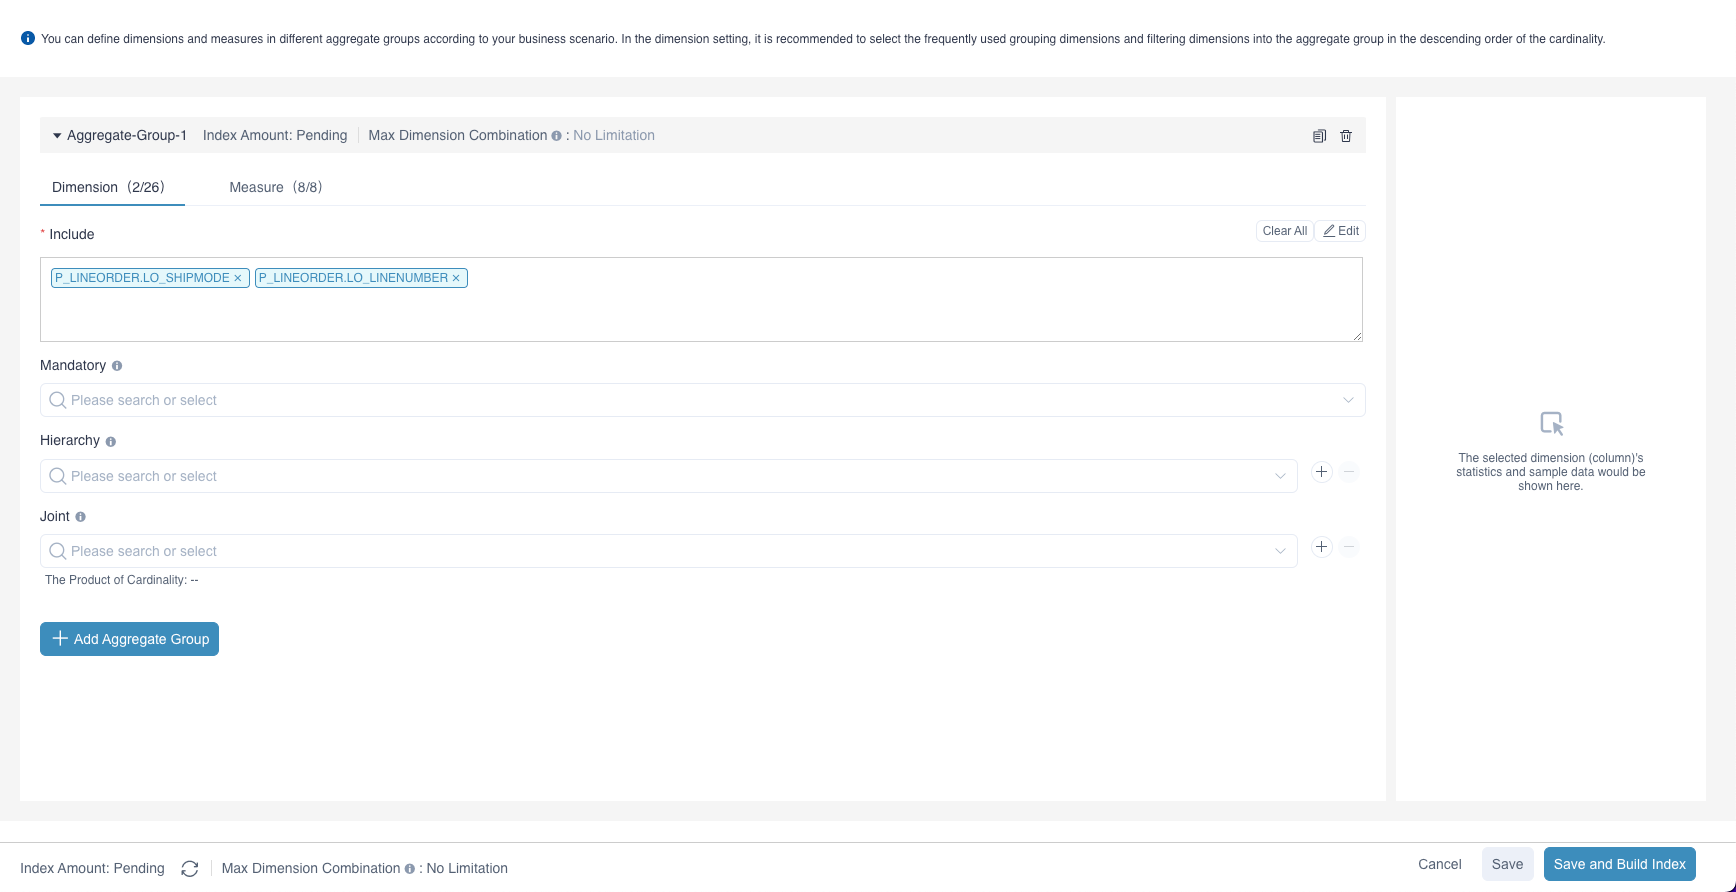 You can define dimensions and measures in different aggregate groups according to your business scenario. In the dimension setting, it is recommended to select the frequently used grouping dimensions and filtering dimensions into the aggregate group in the descending order of the cardinality.
Aggregate-Group-1 Index Amount: Pending Max Dimension Combination : No Limitation
Dimension (2/26) Measure (8/8)
* Include Clear All Edit
P_LINEORDER.LO_SHIPMODE × P_LINEORDER.LO_LINENUMBER ×
Mandatory
Please search or select
Hierarchy
Please search or select
Joint
Please search or select
The Product of Cardinality: --
Add Aggregate Group
The selected dimension (column)'s
statistics and sample data would be
shown here.
Index Amount: Pending Max Dimension Combination : No Limitation
Cancel Save Save and Build Index